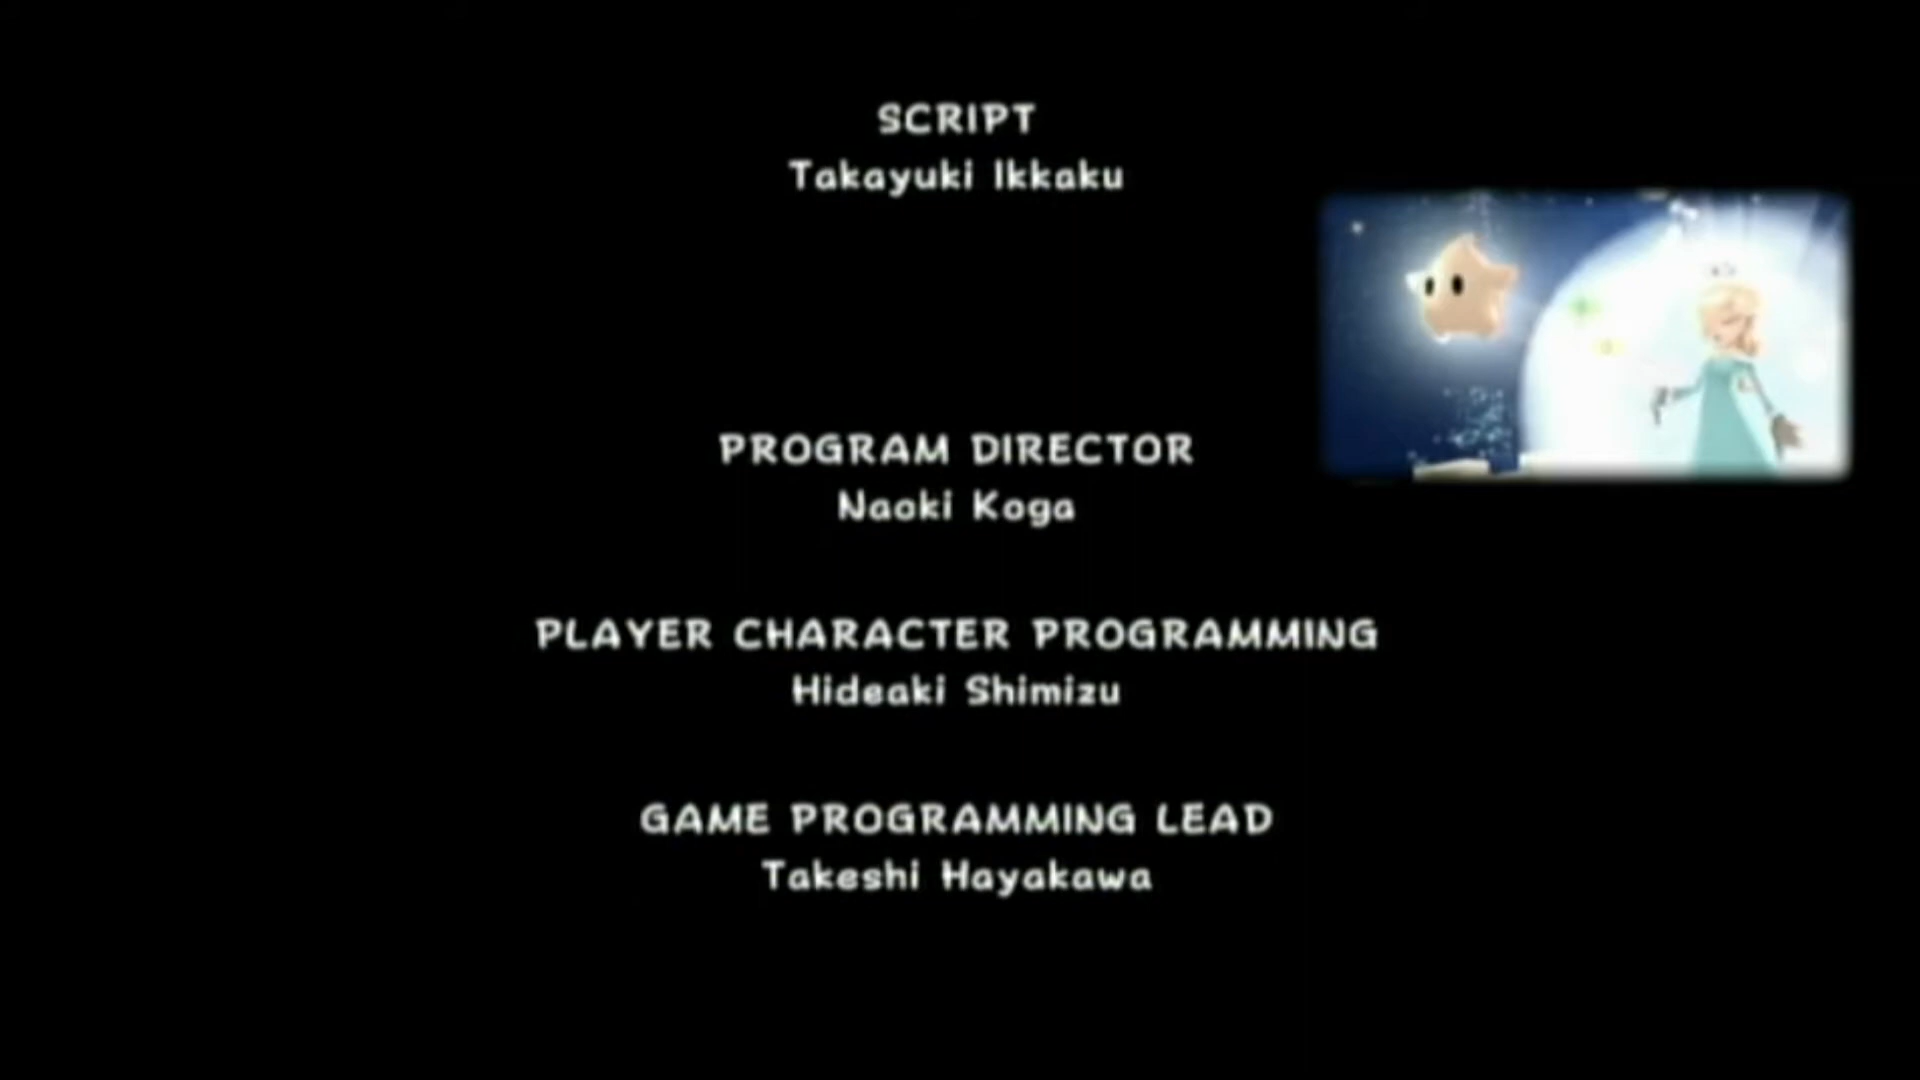 SCRIPT
Takayuki Ikkaku
PROGRAM DIRECTOR
Naoki Koga
PLAYER CHARACTER PROGRAMMING
Hideaki Shimizu
GAME PROGRAMMING LEAD
Takeshi Hayakawa